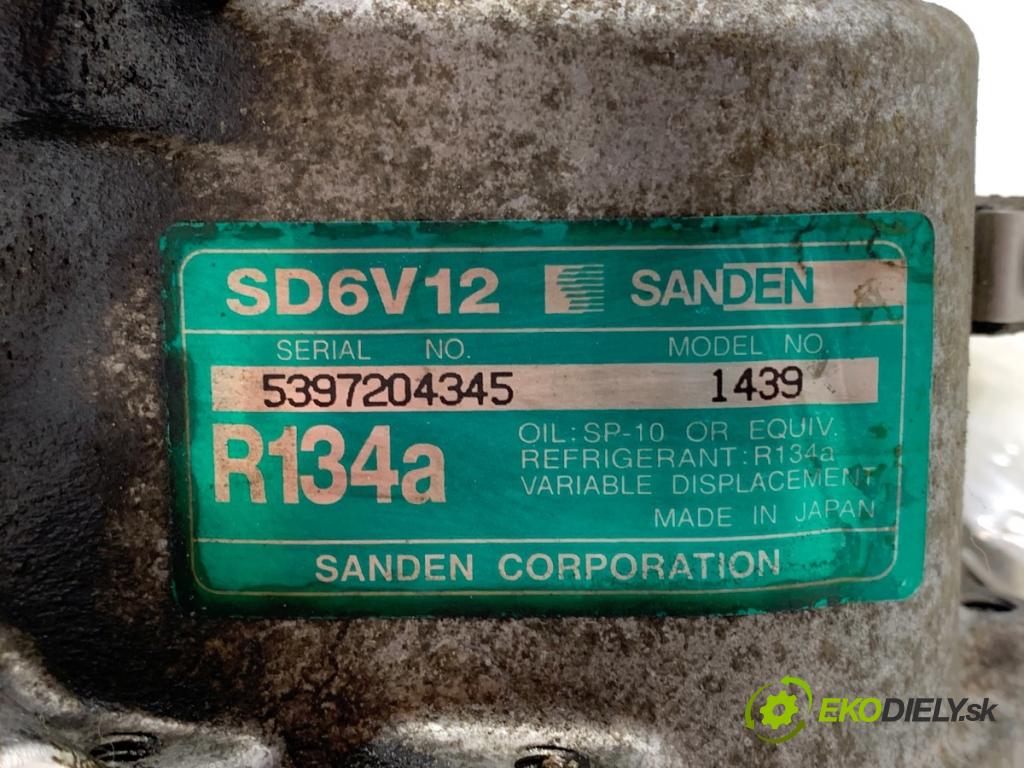 SD6V12 SANDEN
SERIAL NO. MODEL NO.
5397204345 1439
R134a
OIL: SP-10 OR EQUIV.
REFRIGERANT: R134a
VARIABLE DISPLACEMENT
MADE IN JAPAN
SANDEN CORPORATION
EKODIELY.sk